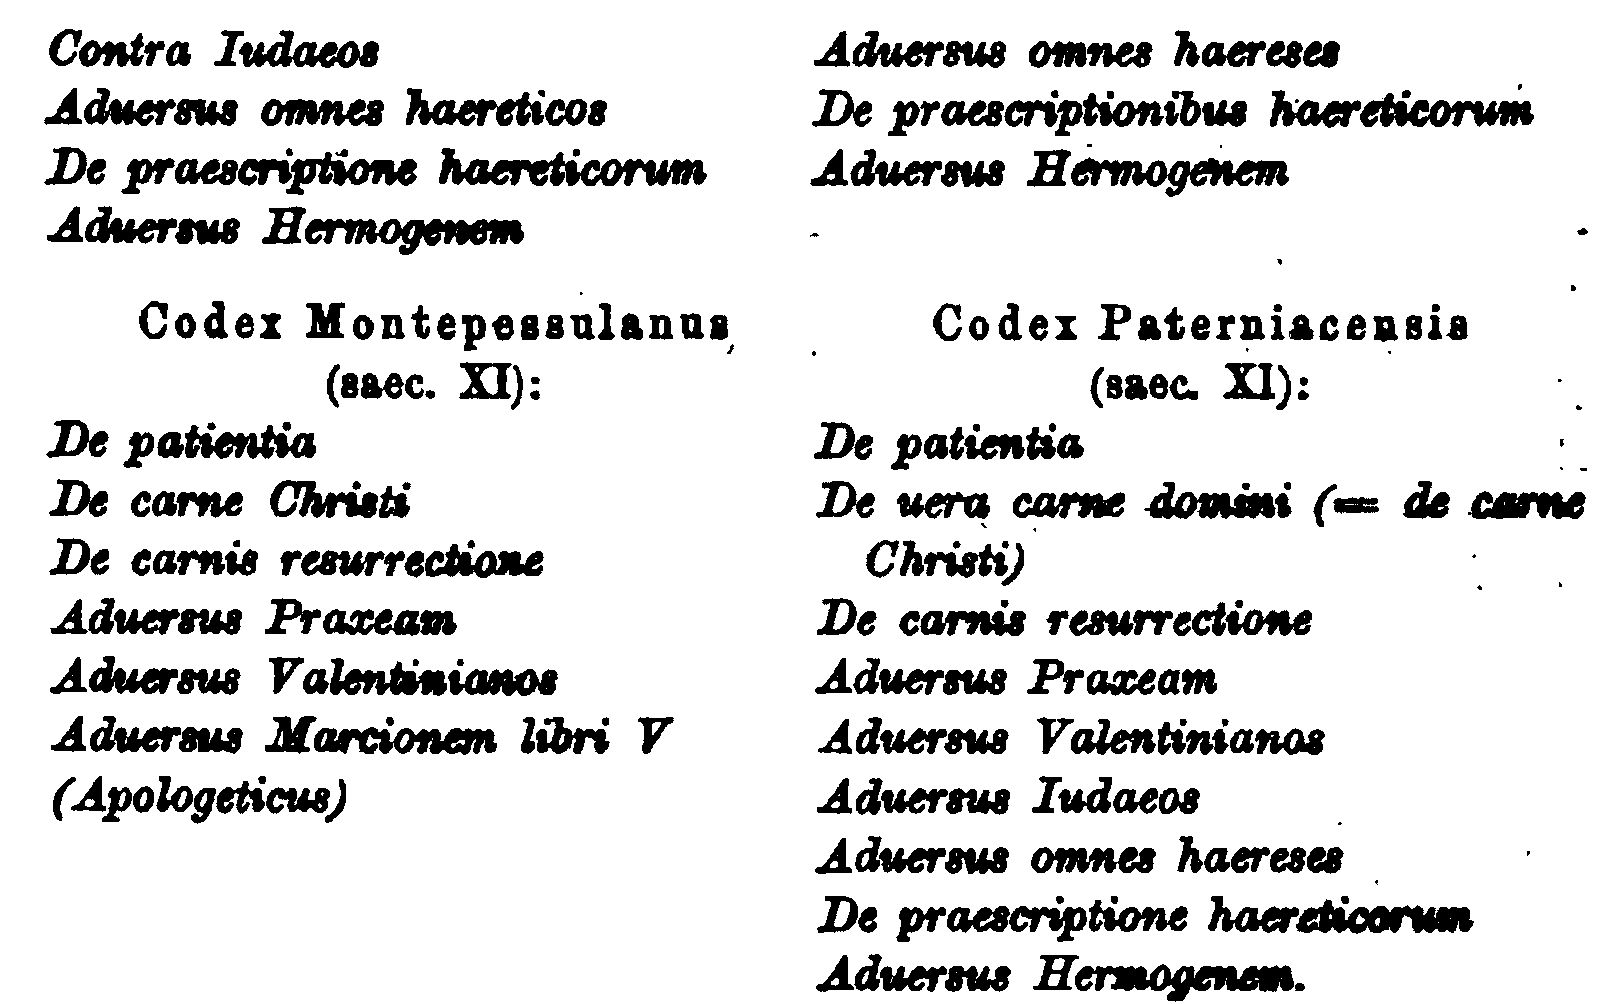 Contra Iudaeos
Aduersus omnes haereticos
De praescriptione haereticorum
Aduersus Hermogenem
Aduersus omnes haereses
De praescriptionibus haereticorum
Aduersus Hermogenem
Codex Montepessulanus
(saec. XI):
De patientia
De carne Christi
De carnis resurrectione
Aduersus Praxeam
Aduersus Valentinianos
Aduersus Marcionem libri V
(Apologeticus)
Codex Paterniacensis
(saec. XI):
De patientia
De uera carne domini (= de carne
Christi)
De carnis resurrectione
Aduersus Praxeam
Aduersus Valentinianos
Aduersus Iudaeos
Aduersus omnes haereses
De praescriptione haereticorum
Aduersus Hermogenem.